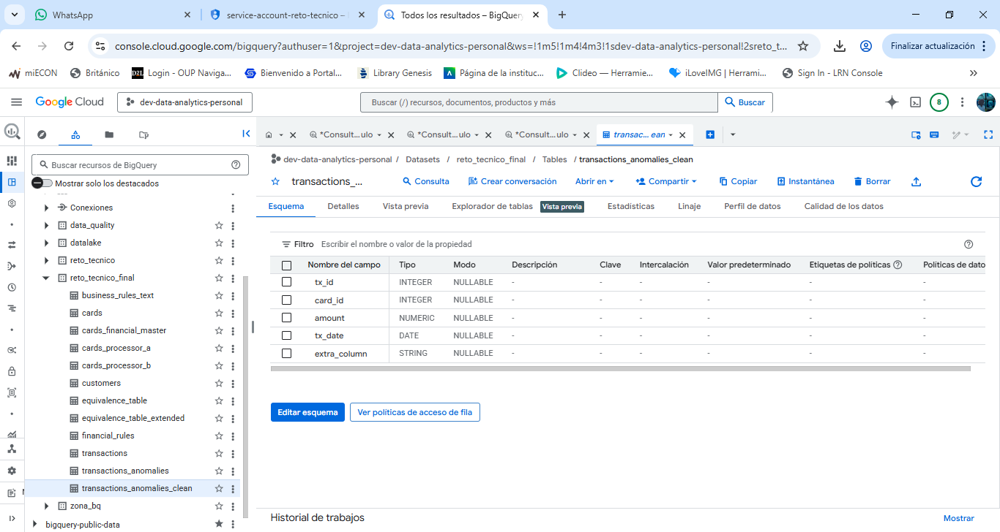 WhatsApp
service-account-reto-tecnico –
Todos los resultados – BigQuery
console.cloud.google.com/bigquery?authuser=1&project=dev-data-analytics-personal&ws=!1m5!1m4!4m3!1sdev-data-analytics-personal!2sreto_t...
Finalizar actualización
miECON
Británico
Login - OUP Naviga...
Bienvenido a Portal...
Library Genesis
Página de la instituc...
Clideo — Herramie...
iLoveIMG | Herrami...
Sign In - LRN Console
Google Cloud
dev-data-analytics-personal
Buscar (/) recursos, documentos, productos y más
Buscar
8
*Consult...ulo
*Consult...ulo
*Consult...ulo
transac...ean
Buscar recursos de BigQuery
Mostrar solo los destacados
Conexiones
data_quality
datalake
reto_tecnico
reto_tecnico_final
business_rules_text
cards
cards_financial_master
cards_processor_a
cards_processor_b
customers
equivalence_table
equivalence_table_extended
financial_rules
transactions
transactions_anomalies
transactions_anomalies_clean
zona_bq
bigquery-public-data
dev-data-analytics-personal / Datasets / reto_tecnico_final / Tables / transactions_anomalies_clean
transactions_...
Consulta
Crear conversación
Abrir en
Compartir
Copiar
Instantánea
Borrar
Esquema
Detalles
Vista previa
Explorador de tablas
Vista previa
Estadísticas
Linaje
Perfil de datos
Calidad de los datos
Filtro Escribir el nombre o valor de la propiedad
Nombre del campo Tipo Modo Descripción Clave Intercalación Valor predeterminado Etiquetas de políticas Políticas de dato
tx_id INTEGER NULLABLE - - - - - -
card_id INTEGER NULLABLE - - - - - -
amount NUMERIC NULLABLE - - - - - -
tx_date DATE NULLABLE - - - - - -
extra_column STRING NULLABLE - - - - - -
Editar esquema
Ver políticas de acceso de fila
Historial de trabajos
Mostrar